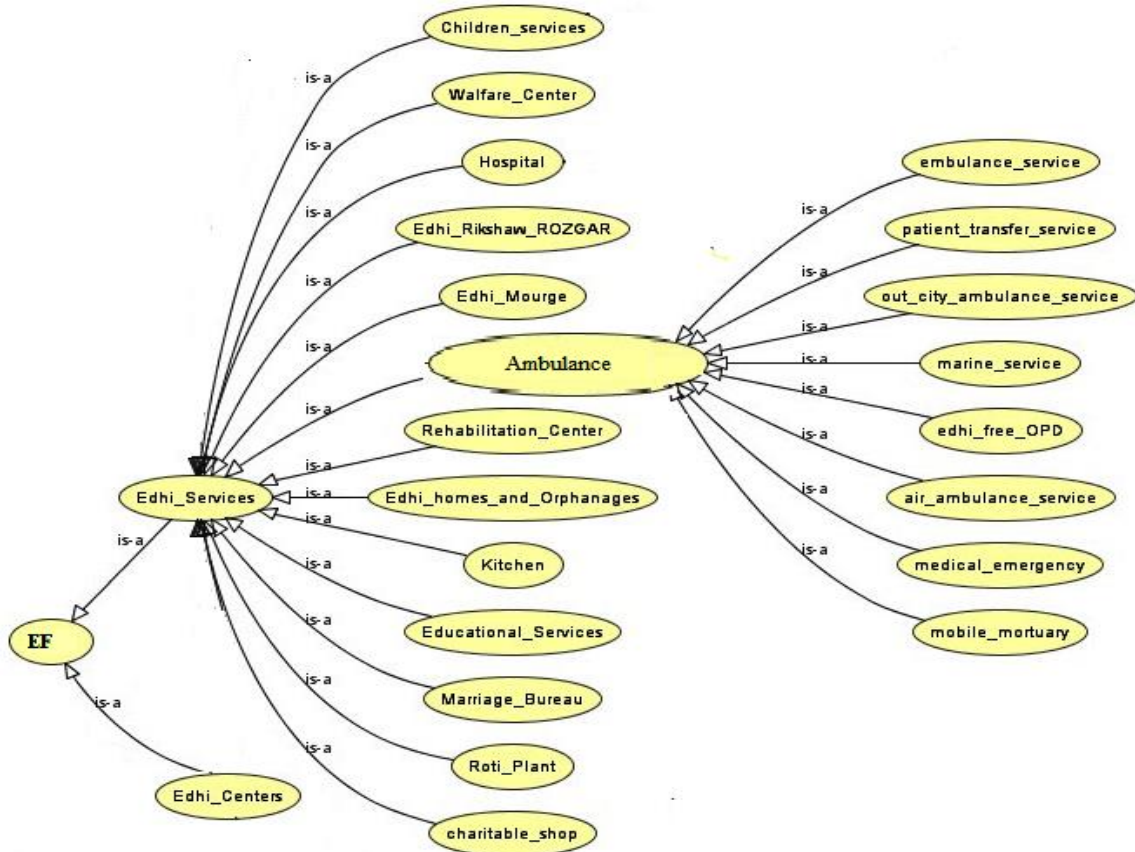 Children_services
is-a
Walfare_Center
is-a
Hospital
is-a
Edhi_Rikshaw_ROZGAR
is-a
Edhi_Mourge
is-a
Ambulance
is-a
Rehabilitation_Center
is-a
Edhi_Services
is-a
Edhi_homes_and_Orphanages
is-a
Kitchen
is-a
Educational_Services
is-a
Marriage_Bureau
is-a
Roti_Plant
is-a
charitable_shop
is-a
EF
is-a
Edhi_Centers
is-a
embulance_service
is-a
patient_transfer_service
is-a
out_city_ambulance_service
is-a
marine_service
is-a
edhi_free_OPD
is-a
air_ambulance_service
is-a
medical_emergency
is-a
mobile_mortuary